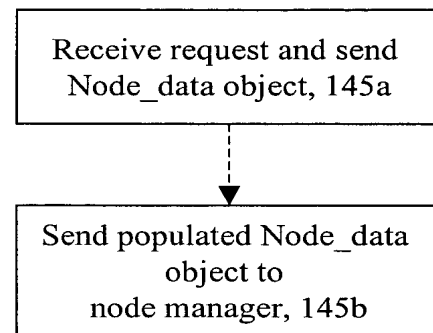 Receive request and send
Node_data object, 145a
Send populated Node_data
object to
node manager, 145b